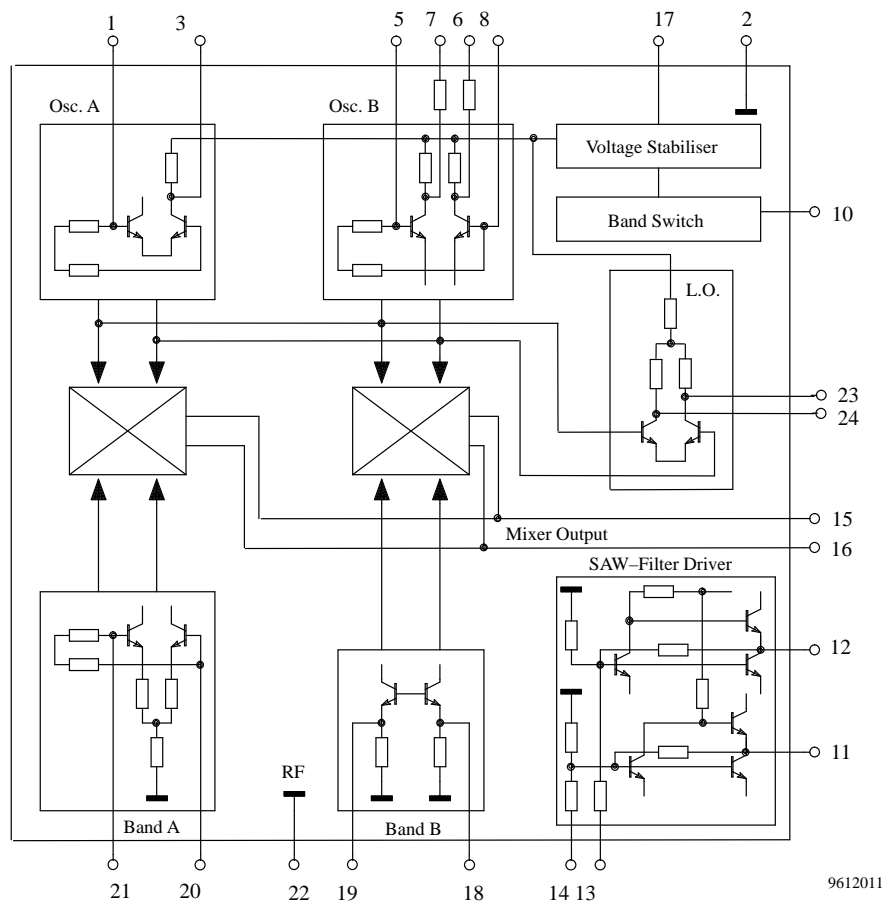 1 3 5 7 6 8 17 2
Osc. A
Osc. B
Voltage Stabiliser
Band Switch
10
L.O.
23
24
15
Mixer Output
16
SAW–Filter Driver
12
11
RF
Band A
Band B
21 20 22 19 18 14 13
9612011